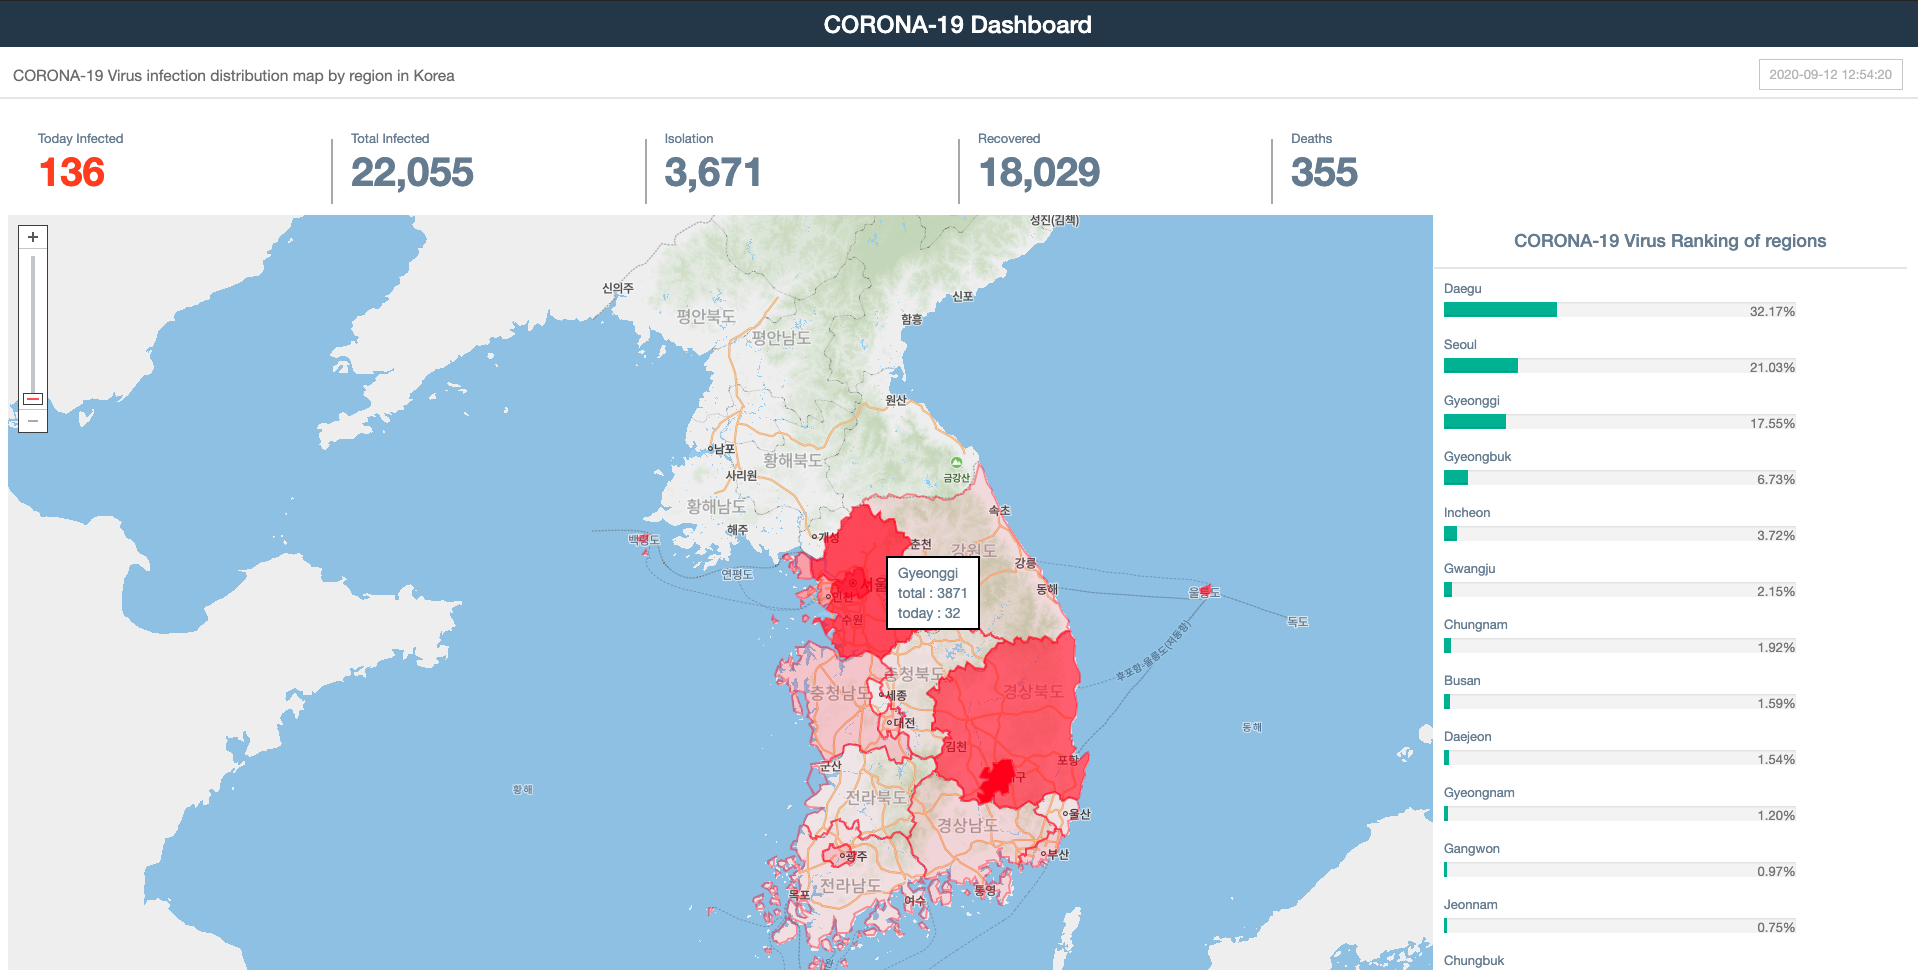 CORONA-19 Dashboard
CORONA-19 Virus infection distribution map by region in Korea
2020-09-12 12:54:20
Today Infected
136
Total Infected
22,055
Isolation
3,671
Recovered
18,029
Deaths
355
성진(김책)
신의주
신포
평안북도
함흥
평안남도
원산
남포
황해북도
사리원
금강산
황해남도
속초
해주
개성
백령도
춘천
강원도
강릉
연평도
서울
동해
인천
울릉도
수원
독도
Gyeonggi
total : 3871
today : 32
후포항-울릉도(저동항)
충청북도
충청남도
세종
경상북도
대전
동해
김천
포항
군산
구
황해
전라북도
울산
경상남도
광주
부산
전라남도
통영
목포
여수
CORONA-19 Virus Ranking of regions
Daegu
32.17%
Seoul
21.03%
Gyeonggi
17.55%
Gyeongbuk
6.73%
Incheon
3.72%
Gwangju
2.15%
Chungnam
1.92%
Busan
1.59%
Daejeon
1.54%
Gyeongnam
1.20%
Gangwon
0.97%
Jeonnam
0.75%
Chungbuk